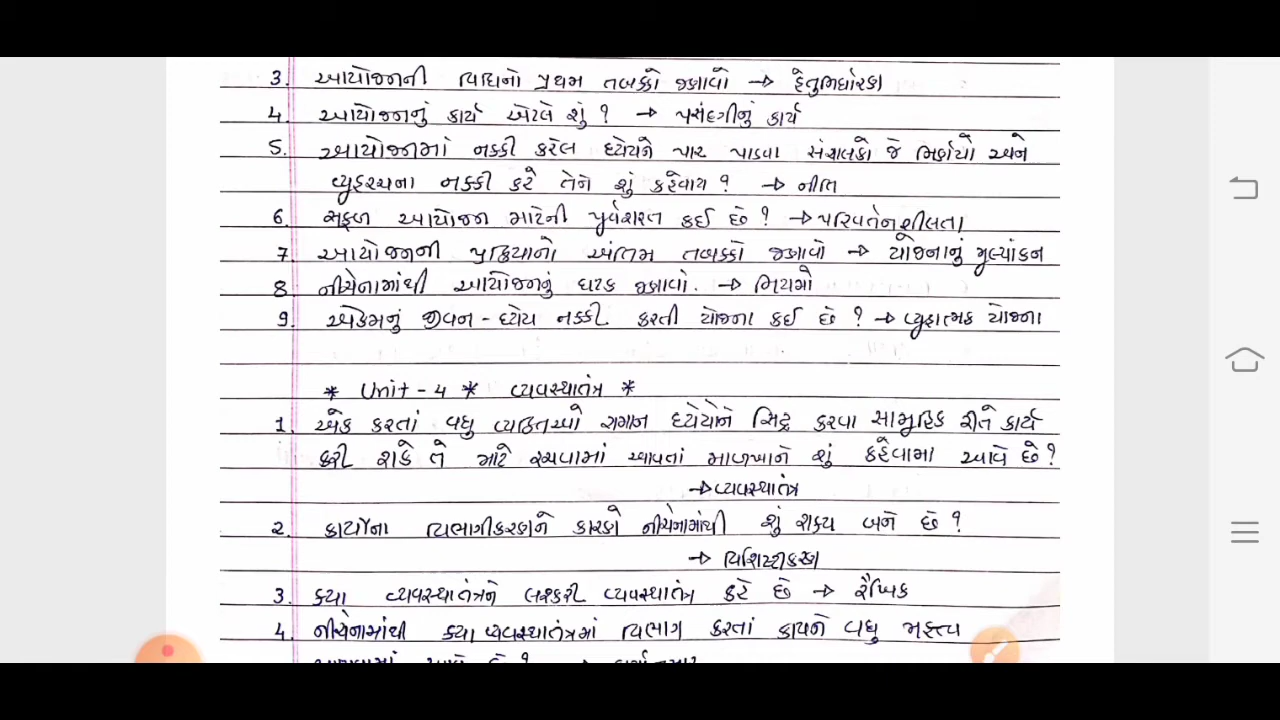 3. આયોજનની વિધિનો પ્રથમ તબક્કો જણાવો → હેતુનિર્ધારણ
4. આયોજનનું કાર્ય એટલે શું ? → પસંદગીનું કાર્ય
5. આયોજનમાં નક્કી કરેલ ધ્યેયને પાર પાડવા સંચાલકો જે નિર્ણયો અને
વ્યૂહરચના નક્કી કરે તેને શું કહેવાય ? → નીતિ
6. સફળ આયોજન માટેની પૂર્વશરત કઈ છે ? → પરિવર્તનશીલતા
7. આયોજનની પ્રક્રિયાનો અંતિમ તબક્કો જણાવો → યોજનાનું મૂલ્યાંકન
8. નીચેનામાંથી આયોજનનું ઘટક જણાવો. → નિયમો
9. એકમનું જીવન - ધ્યેય નક્કી કરતી યોજના કઈ છે ? → વ્યૂહાત્મક યોજના
* Unit - 4 * વ્યવસ્થાતંત્ર *
1. એક કરતાં વધુ વ્યક્તિઓ સમાન ધ્યેયોને સિદ્ધ કરવા સામૂહિક રીતે કાર્ય
કરી શકે તે માટે રચવામાં આવતાં માળખાને શું કહેવામા આવે છે ?
→ વ્યવસ્થાતંત્ર
2. કાર્યોના વિભાગીકરણને કારણે નીચેનામાંથી શું શક્ય બને છે ?
→ વિશિષ્ટીકરણ
3. કયા વ્યવસ્થાતંત્રને લશ્કરી વ્યવસ્થાતંત્ર કહે છે → રૈખિક
4. નીચેનામાંથી કયા વ્યવસ્થાતંત્રમાં વિભાગ કરતાં કાર્યને વધુ મહત્ત્વ